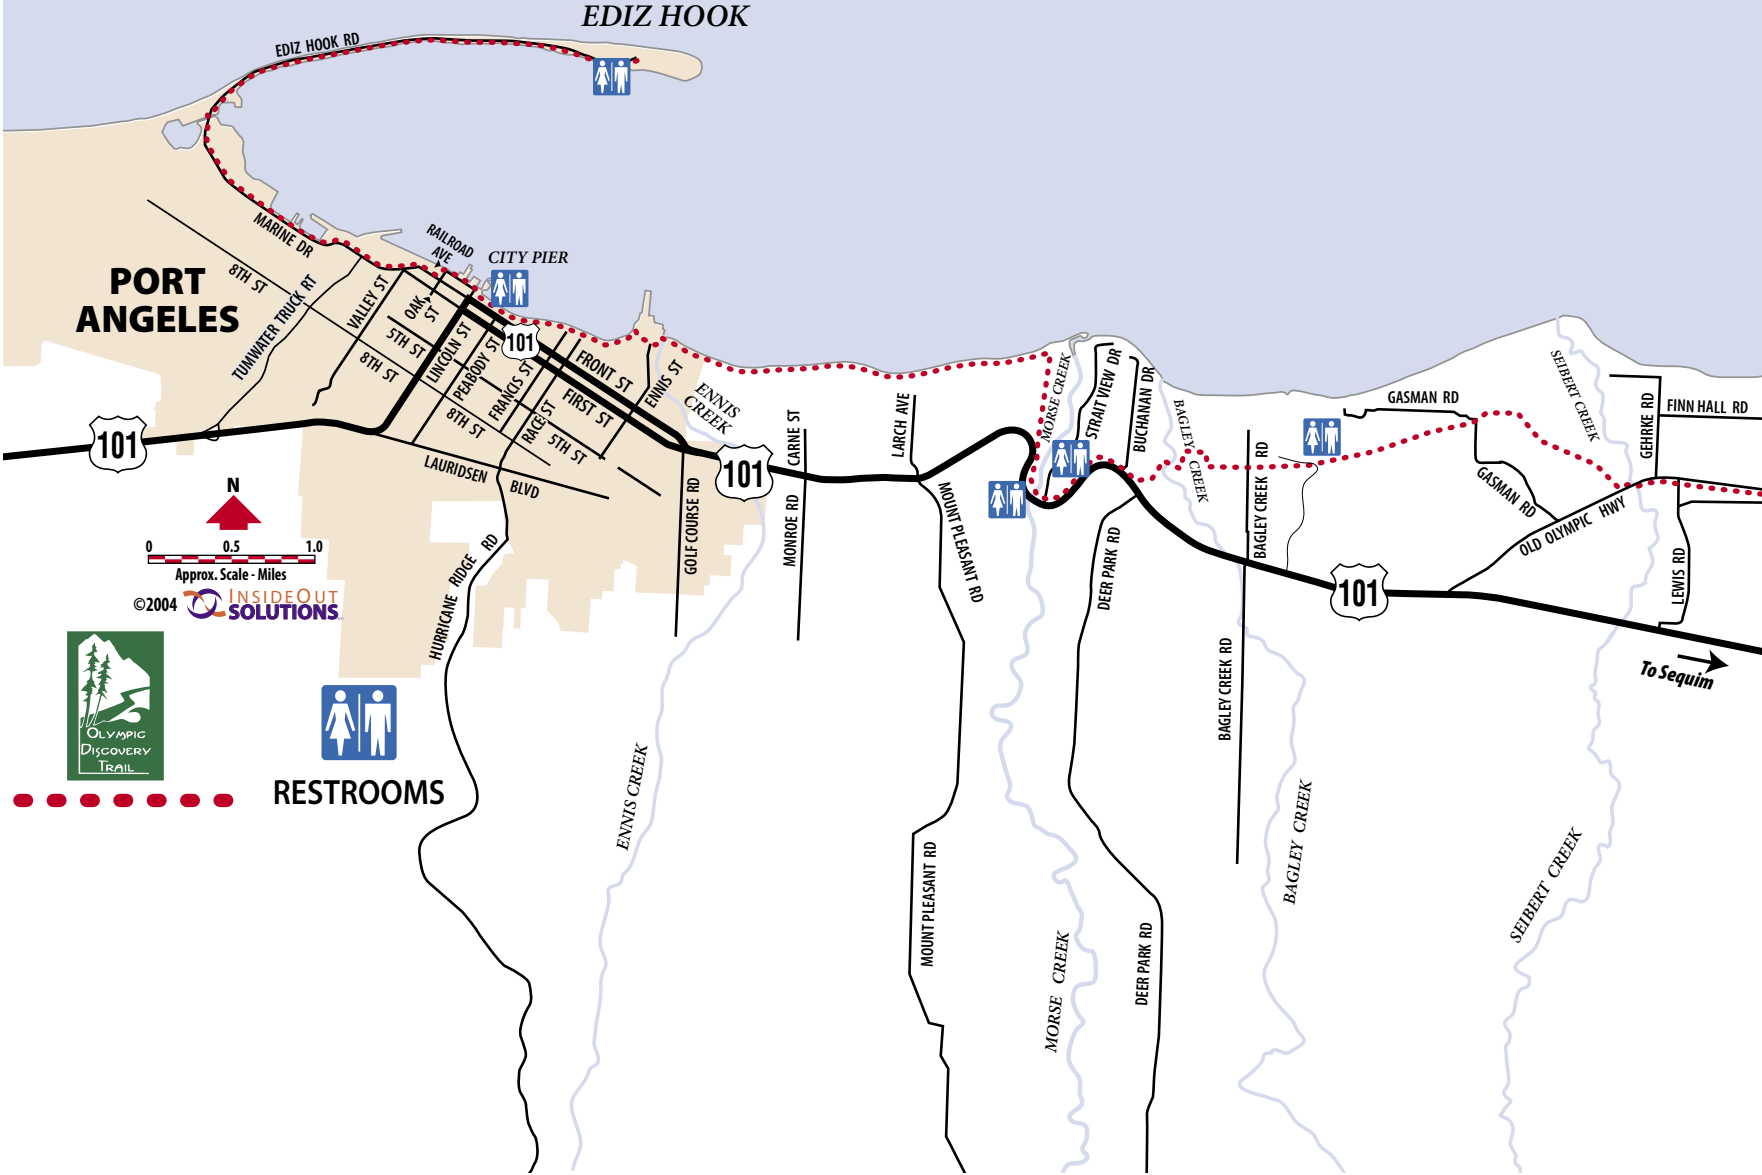 EDIZ HOOK
EDIZ HOOK RD
MARINE DR
RAILROAD
AVE
CITY PIER
PORT
ANGELES
8TH ST
TUMWATER TRUCK RT
VALLEY ST
OAK
ST
5TH ST
8TH ST
LINCOLN ST
PEABODY ST
101
FRANCIS ST
RACE ST
8TH ST
5TH ST
FRONT ST
FIRST ST
ENNIS ST
ENNIS
CREEK
101
LAURIDSEN BLVD
101
CARNE ST
MONROE RD
GOLF COURSE RD
HURRICANE RIDGE RD
LARCH AVE
MOUNT PLEASANT RD
MORSE CREEK
STRAIT VIEW DR
BUCHANAN DR
BAGLEY
CREEK
DEER PARK RD
BAGLEY CREEK RD
BAGLEY CREEK RD
GASMAN RD
GASMAN RD
SEIBERT CREEK
GEHRKE RD
FINN HALL RD
OLD OLYMPIC HWY
LEWIS RD
101
To Sequim
N
0 0.5 1.0
Approx. Scale - Miles
©2004 INSIDEOUT
SOLUTIONS
OLYMPIC
DISCOVERY
TRAIL
RESTROOMS
ENNIS CREEK
MOUNT PLEASANT RD
MORSE CREEK
DEER PARK RD
BAGLEY CREEK
SEIBERT CREEK